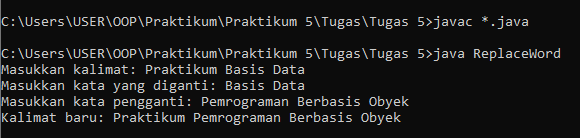 C:\Users\USER\OOP\Praktikum\Praktikum 5\Tugas\Tugas 5>javac *.java
C:\Users\USER\OOP\Praktikum\Praktikum 5\Tugas\Tugas 5>java ReplaceWord
Masukkan kalimat: Praktikum Basis Data
Masukkan kata yang diganti: Basis Data
Masukkan kata pengganti: Pemrograman Berbasis Obyek
Kalimat baru: Praktikum Pemrograman Berbasis Obyek